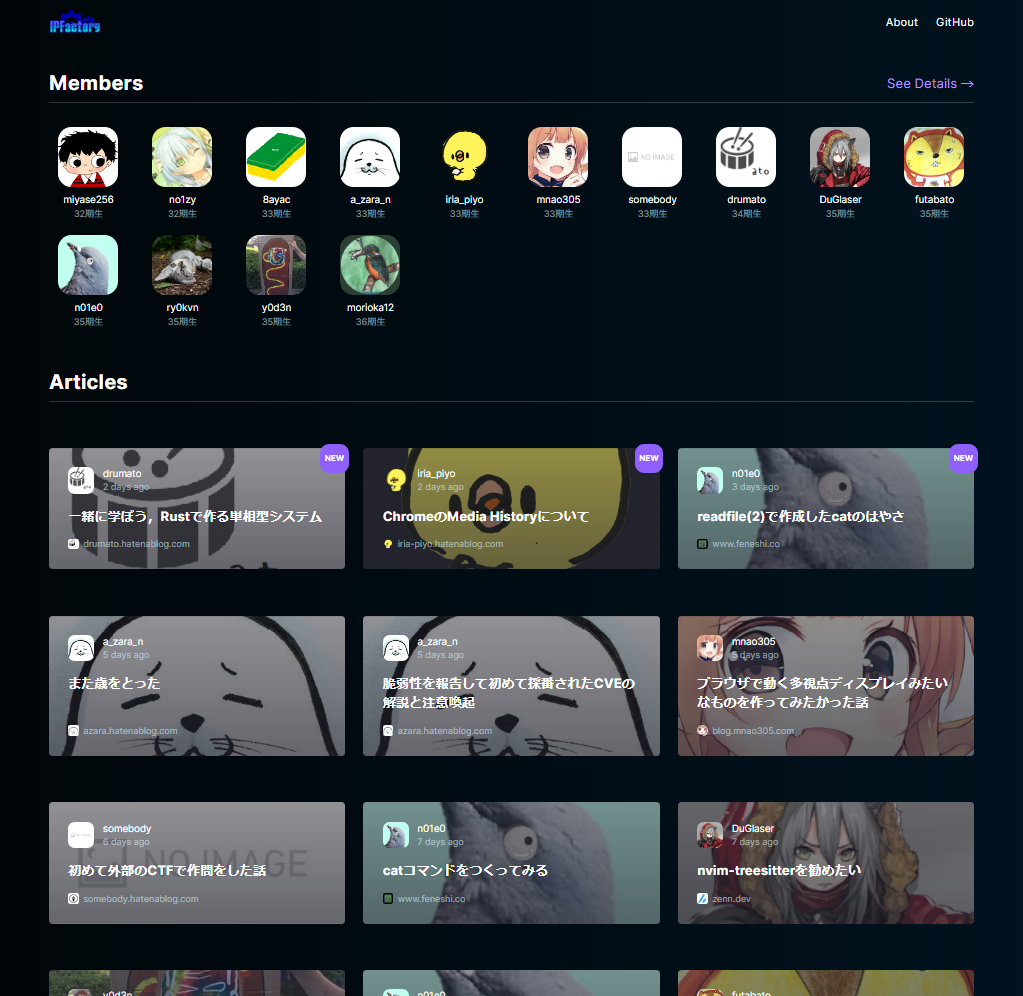 IPFactory
About
GitHub
Members
See Details →
miyase256
32期生
no1zy
32期生
8ayac
33期生
a_zara_n
33期生
iria_piyo
33期生
mnao305
33期生
NO IMAGE
somebody
33期生
ato
drumato
34期生
DuGlaser
35期生
futabato
35期生
n01e0
35期生
ry0kvn
35期生
y0d3n
35期生
morioka12
36期生
Articles
NEW
drumato
2 days ago
一緒に学ぼう，Rustで作る単相型システム
drumato.hatenablog.com
NEW
iria_piyo
2 days ago
ChromeのMedia Historyについて
iria-piyo.hatenablog.com
NEW
n01e0
3 days ago
readfile(2)で作成したcatのはやさ
www.feneshi.co
a_zara_n
5 days ago
また歳をとった
azara.hatenablog.com
a_zara_n
5 days ago
脆弱性を報告して初めて採番されたCVEの
解説と注意喚起
azara.hatenablog.com
mnao305
5 days ago
ブラウザで動く多視点ディスプレイみたい
なものを作ってみたかった話
blog.mnao305.com
somebody
6 days ago
NO IMAGE
初めて外部のCTFで作問をした話
somebody.hatenablog.com
n01e0
7 days ago
catコマンドをつくってみる
www.feneshi.co
DuGlaser
7 days ago
nvim-treesitterを勧めたい
zenn.dev
y0d3n
n01e0
futabato